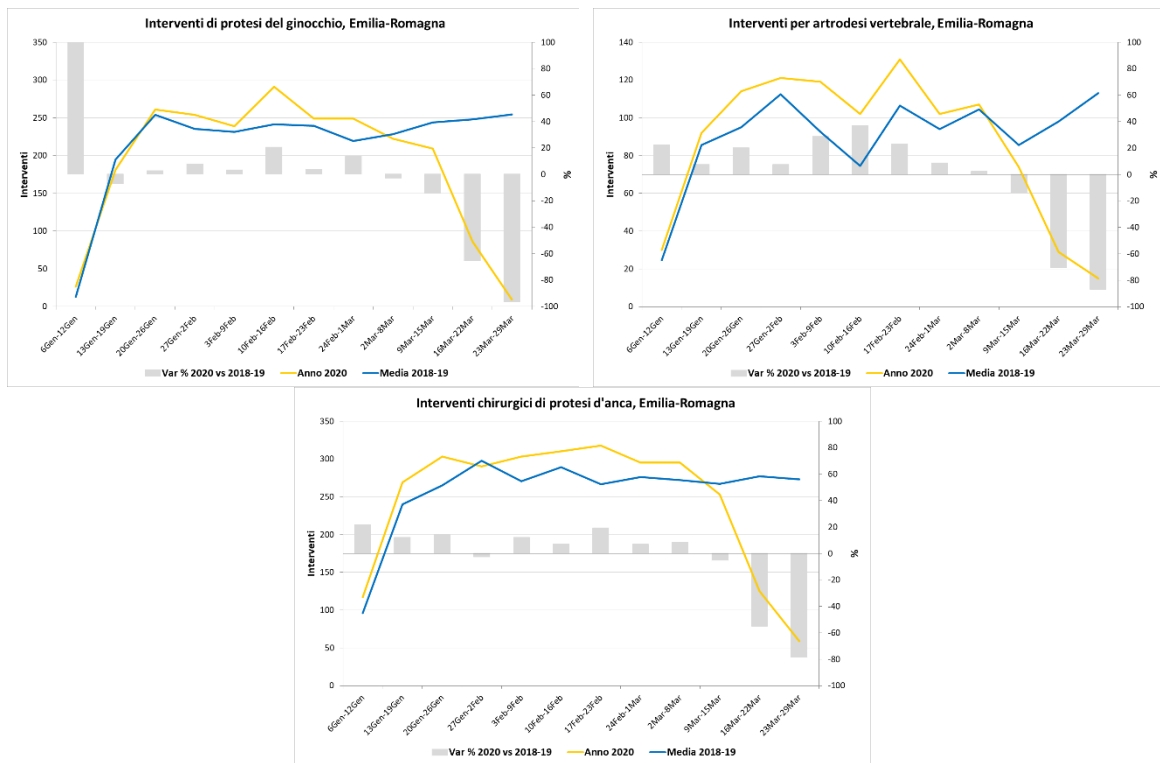 Interventi di protesi del ginocchio, Emilia-Romagna
350
300
250
200
150
100
50
0
Interventi
100
80
60
40
20
0
-20
-40
-60
-80
-100
%
6Gen-12Gen
13Gen-19Gen
20Gen-26Gen
27Gen-2Feb
3Feb-9Feb
10Feb-16Feb
17Feb-23Feb
24Feb-1Mar
2Mar-8Mar
9Mar-15Mar
16Mar-22Mar
23Mar-29Mar
Var % 2020 vs 2018-19 Anno 2020 Media 2018-19
Interventi per artrodesi vertebrale, Emilia-Romagna
140
120
100
80
60
40
20
0
Interventi
100
80
60
40
20
0
-20
-40
-60
-80
-100
%
6Gen-12Gen
13Gen-19Gen
20Gen-26Gen
27Gen-2Feb
3Feb-9Feb
10Feb-16Feb
17Feb-23Feb
24Feb-1Mar
2Mar-8Mar
9Mar-15Mar
16Mar-22Mar
23Mar-29Mar
Var % 2020 vs 2018-19 Anno 2020 Media 2018-19
Interventi chirurgici di protesi d'anca, Emilia-Romagna
350
300
250
200
150
100
50
0
Interventi
100
80
60
40
20
0
-20
-40
-60
-80
-100
%
6Gen-12Gen
13Gen-19Gen
20Gen-26Gen
27Gen-2Feb
3Feb-9Feb
10Feb-16Feb
17Feb-23Feb
24Feb-1Mar
2Mar-8Mar
9Mar-15Mar
16Mar-22Mar
23Mar-29Mar
Var % 2020 vs 2018-19 Anno 2020 Media 2018-19